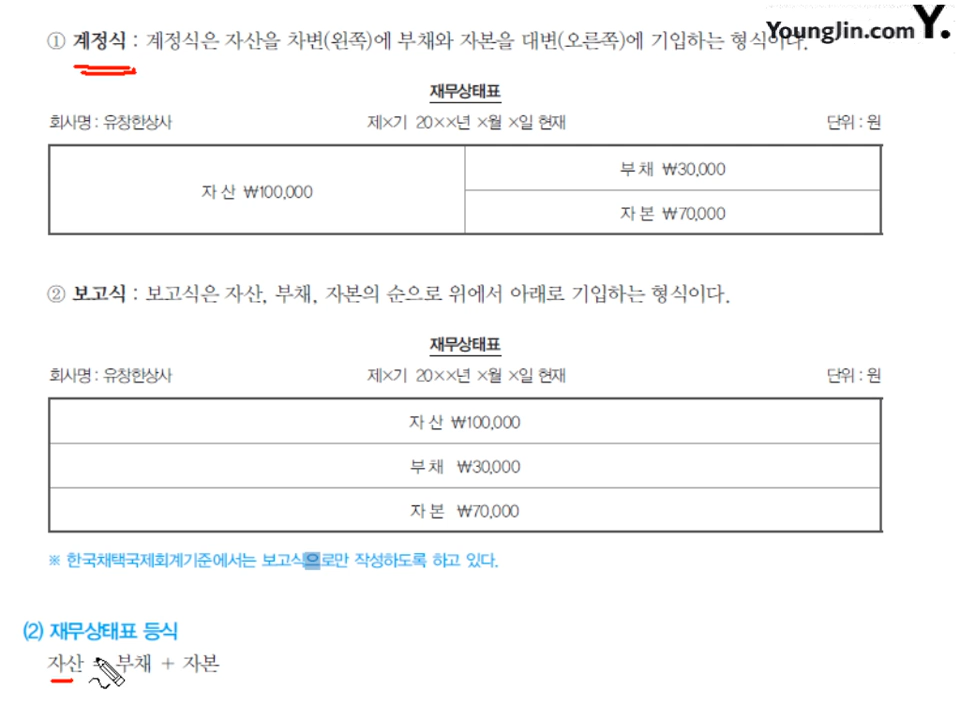 YoungJin.com Y.
① 계정식 : 계정식은 자산을 차변(왼쪽)에 부채와 자본을 대변(오른쪽)에 기입하는 형식이다.
재무상태표
회사명 : 유창한상사 제×기 20××년 ×월 ×일 현재 단위 : 원
자 산 ₩100,000
부 채 ₩30,000
자 본 ₩70,000
② 보고식 : 보고식은 자산, 부채, 자본의 순으로 위에서 아래로 기입하는 형식이다.
재무상태표
회사명 : 유창한상사 제×기 20××년 ×월 ×일 현재 단위 : 원
자 산 ₩100,000
부 채 ₩30,000
자 본 ₩70,000
※ 한국채택국제회계기준에서는 보고식으로만 작성하도록 하고 있다.
(2) 재무상태표 등식
자산 부채 + 자본